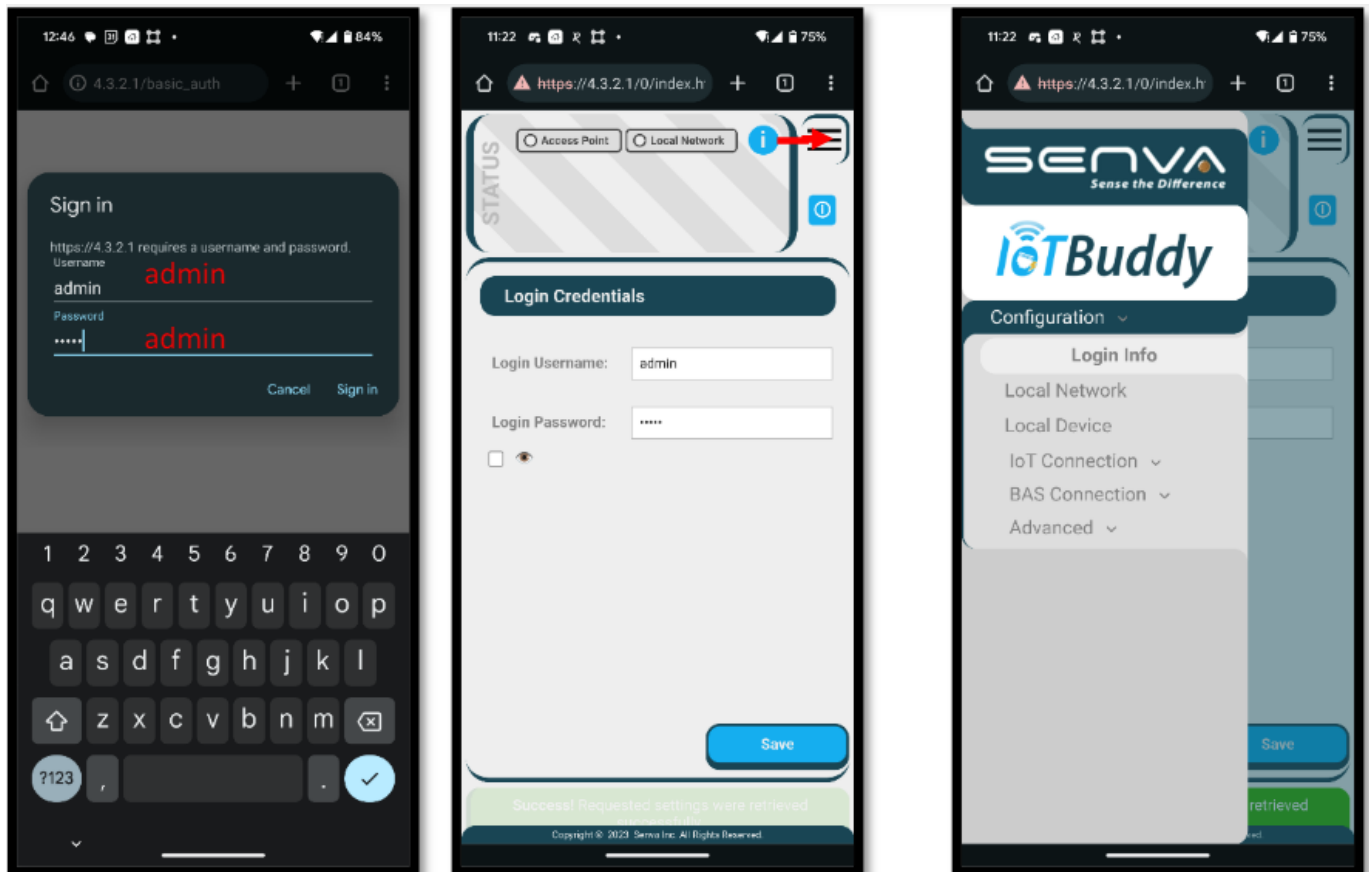 12:46
84%
4.3.2.1/basic_auth
1
Sign in
https://4.3.2.1 requires a username and password.
Username
admin
admin
Password
•••••
admin
Cancel
Sign in
1 2 3 4 5 6 7 8 9 0
q w e r t y u i o p
a s d f g h j k l
z x c v b n m
?123 , .
11:22
75%
https://4.3.2.1/0/index.h
1
STATUS
Access Point
Local Network
i
Login Credentials
Login Username:
admin
Login Password:
•••••
Save
Success! Requested settings were retrieved
successfully
Copyright © 2023 Senva Inc. All Rights Reserved.
11:22
75%
https://4.3.2.1/0/index.h
1
SENVA
Sense the Difference
i
IoTBuddy
Configuration
Login Info
Local Network
Local Device
IoT Connection
BAS Connection
Advanced
Save
retrieved